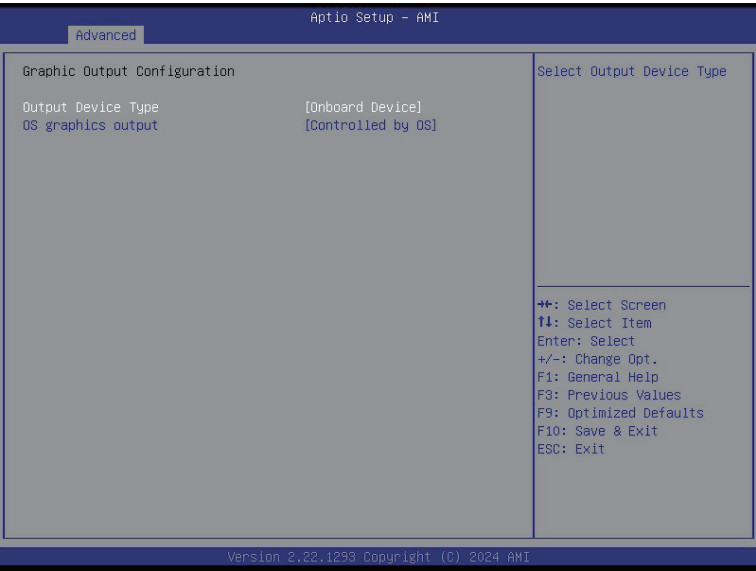 Aptio Setup – AMI
Advanced
Graphic Output Configuration
Output Device Type [Onboard Device]
OS graphics output [Controlled by OS]
Select Output Device Type
→←: Select Screen
↑↓: Select Item
Enter: Select
+/-: Change Opt.
F1: General Help
F3: Previous Values
F9: Optimized Defaults
F10: Save & Exit
ESC: Exit
Version 2.22.1293 Copyright (C) 2024 AMI